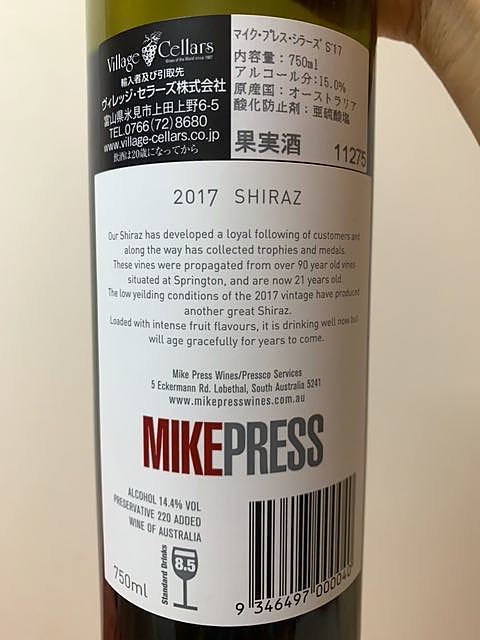 Village Cellars
Wines of the World since 1987
輸入者及び引取先
ヴィレッジ・セラーズ株式会社
富山県氷見市上田上野6-5
TEL.0766(72)8680
www.village-cellars.co.jp
飲酒は20歳になってから
マイク・プレス・シラーズ S'17
内容量：750ml
アルコール分：15.0%
原産国：オーストラリア
酸化防止剤：亜硫酸塩
果実酒 11275
2017 SHIRAZ
Our Shiraz has developed a loyal following of customers and
along the way has collected trophies and medals.
These vines were propagated from over 90 year old vines
situated at Springton, and are now 21 years old.
The low yeilding conditions of the 2017 vintage have produced
another great Shiraz.
Loaded with intense fruit flavours, it is drinking well now but
will age gracefully for years to come.
Mike Press Wines/Pressco Services
5 Eckermann Rd. Lobethal, South Australia 5241
www.mikepresswines.com.au
MIKEPRESS
ALCOHOL 14.4% VOL
PRESERVATIVE 220 ADDED
WINE OF AUSTRALIA
750ml
Standard Drinks
8.5
9 346497 000040